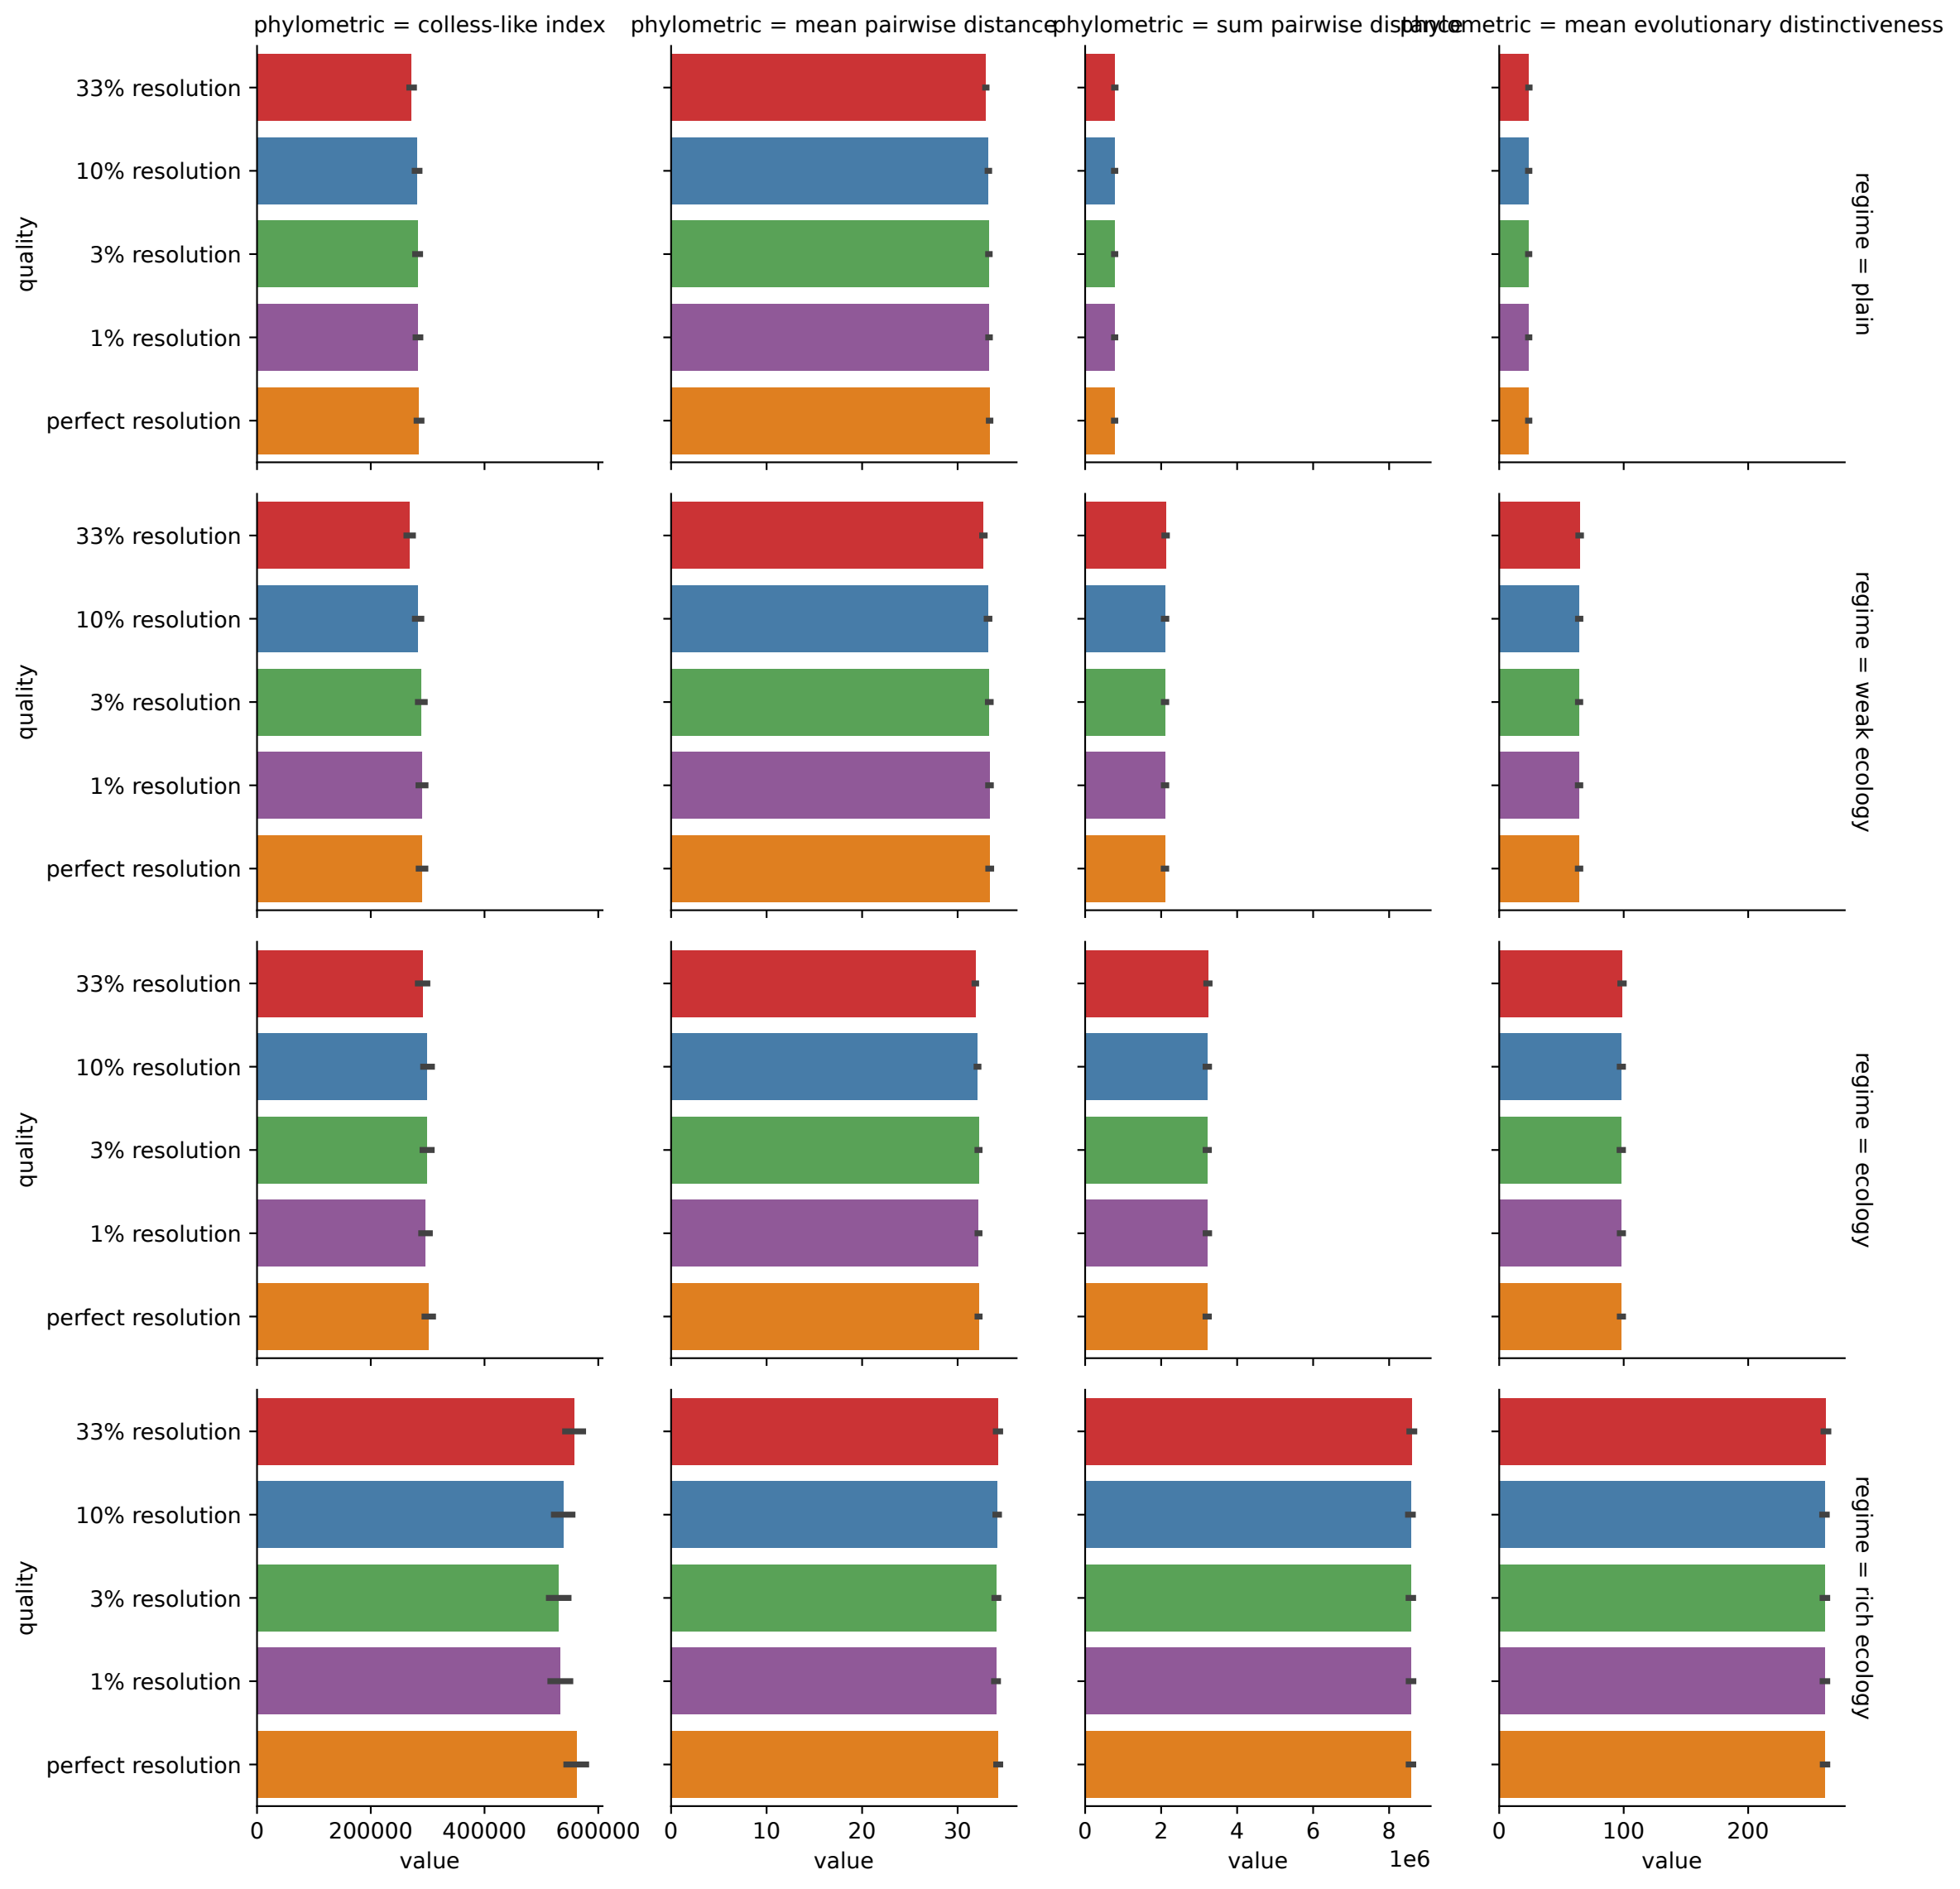 phylometric = colless-like index
phylometric = mean pairwise distance
phylometric = sum pairwise distance
phylometric = mean evolutionary distinctiveness
quality
33% resolution
10% resolution
3% resolution
1% resolution
perfect resolution
regime = plain
quality
33% resolution
10% resolution
3% resolution
1% resolution
perfect resolution
regime = weak ecology
quality
33% resolution
10% resolution
3% resolution
1% resolution
perfect resolution
regime = ecology
quality
33% resolution
10% resolution
3% resolution
1% resolution
perfect resolution
regime = rich ecology
0 200000 400000 600000
value
0 10 20 30
value
0 2 4 6 8
1e6
value
0 100 200
value